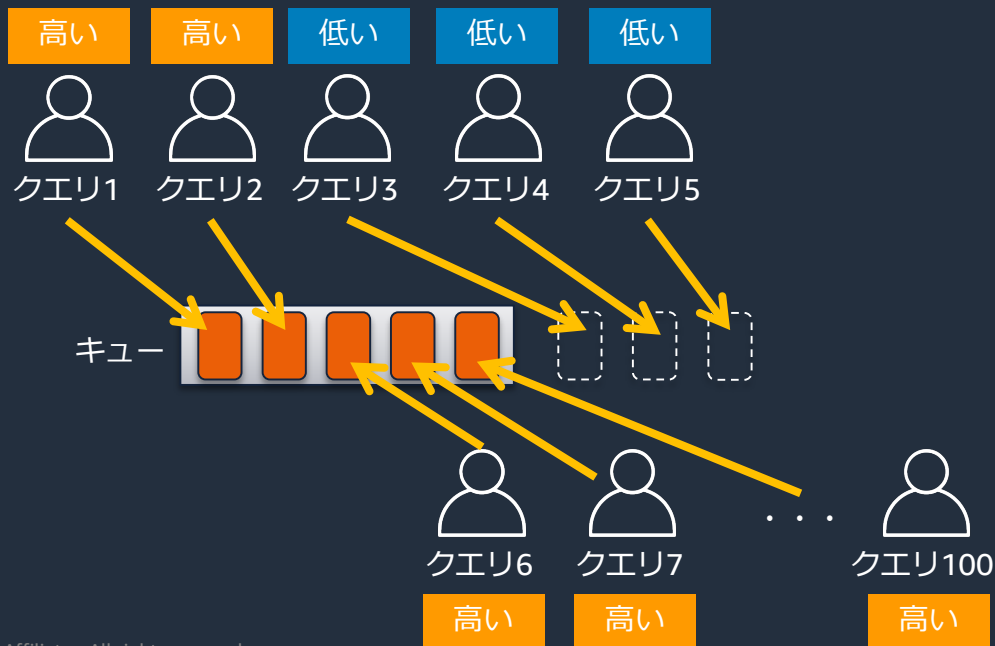 高い 高い 低い 低い 低い
クエリ1 クエリ2 クエリ3 クエリ4 クエリ5
キュー
・・・
クエリ6 クエリ7 クエリ100
高い 高い 高い